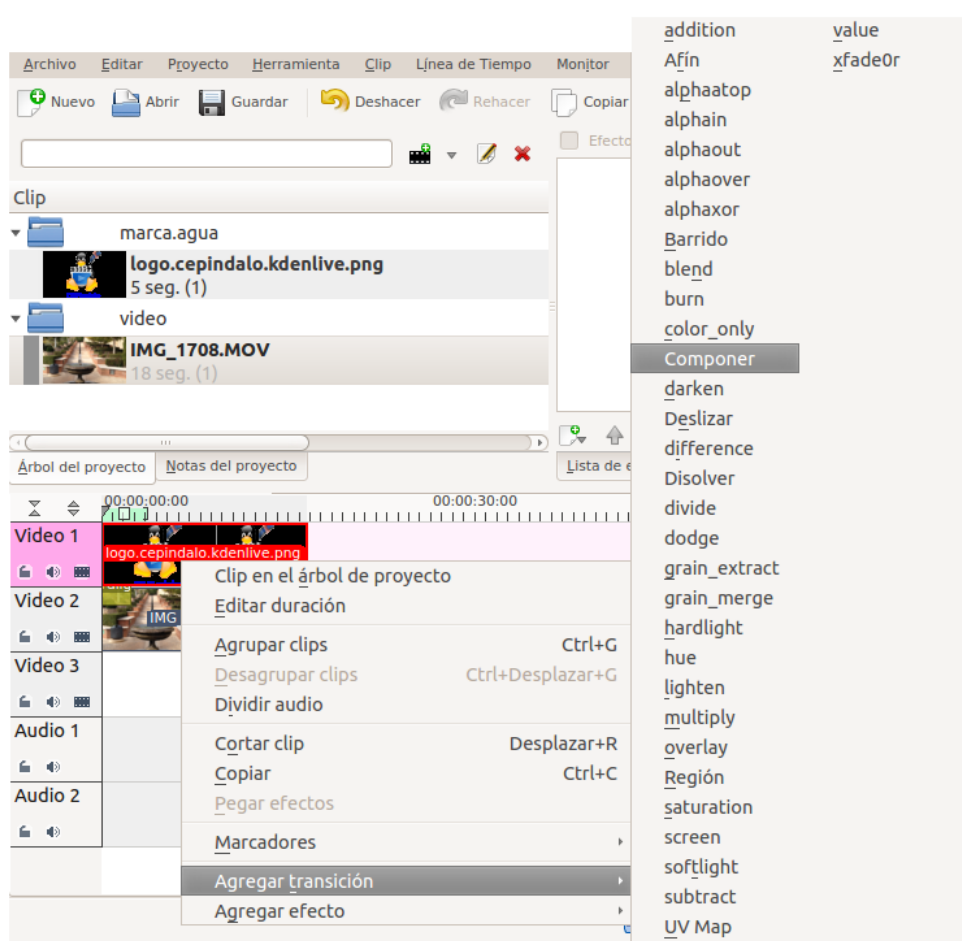 Archivo Editar Proyecto Herramienta Clip Línea de Tiempo Monitor
Nuevo Abrir Guardar Deshacer Rehacer Copiar
Efecto
Clip
marca.agua
logo.cepindalo.kdenlive.png
5 seg. (1)
video
IMG_1708.MOV
18 seg. (1)
Árbol del proyecto Notas del proyecto
Lista de e
00:00:00:00 00:00:30:00
Video 1
logo.cepindalo.kdenlive.png
Video 2
IMG
Video 3
Audio 1
Audio 2
Clip en el árbol de proyecto
Editar duración
Agrupar clips Ctrl+G
Desagrupar clips Ctrl+Desplazar+G
Dividir audio
Cortar clip Desplazar+R
Copiar Ctrl+C
Pegar efectos
Marcadores
Agregar transición
Agregar efecto
addition
Afín
alphaatop
alphain
alphaout
alphaover
alphaxor
Barrido
blend
burn
color_only
Componer
darken
Deslizar
difference
Disolver
divide
dodge
grain_extract
grain_merge
hardlight
hue
lighten
multiply
overlay
Región
saturation
screen
softlight
subtract
UV Map
value
xfade0r